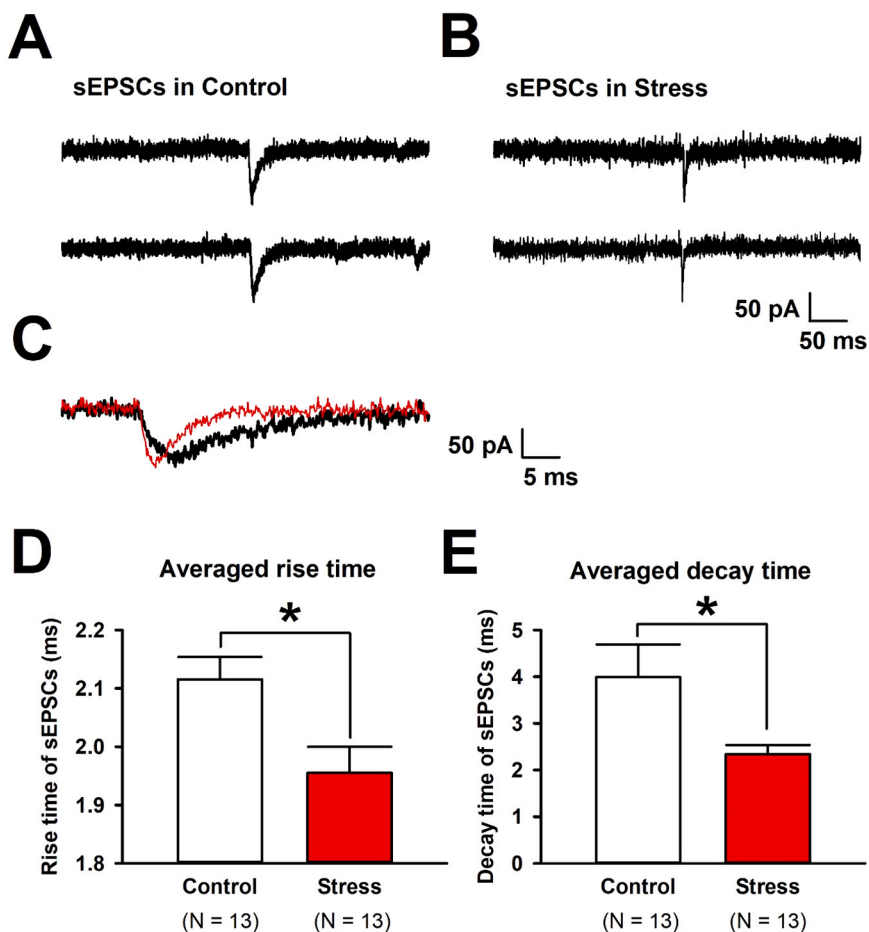 A
B
sEPSCs in Control
sEPSCs in Stress
50 pA
50 ms
C
50 pA
5 ms
D
Averaged rise time
*
Rise time of sEPSCs (ms)
2.2
2.1
2.0
1.9
1.8
Control
Stress
(N = 13)
(N = 13)
E
Averaged decay time
*
Decay time of sEPSCs (ms)
5
4
3
2
1
0
Control
Stress
(N = 13)
(N = 13)